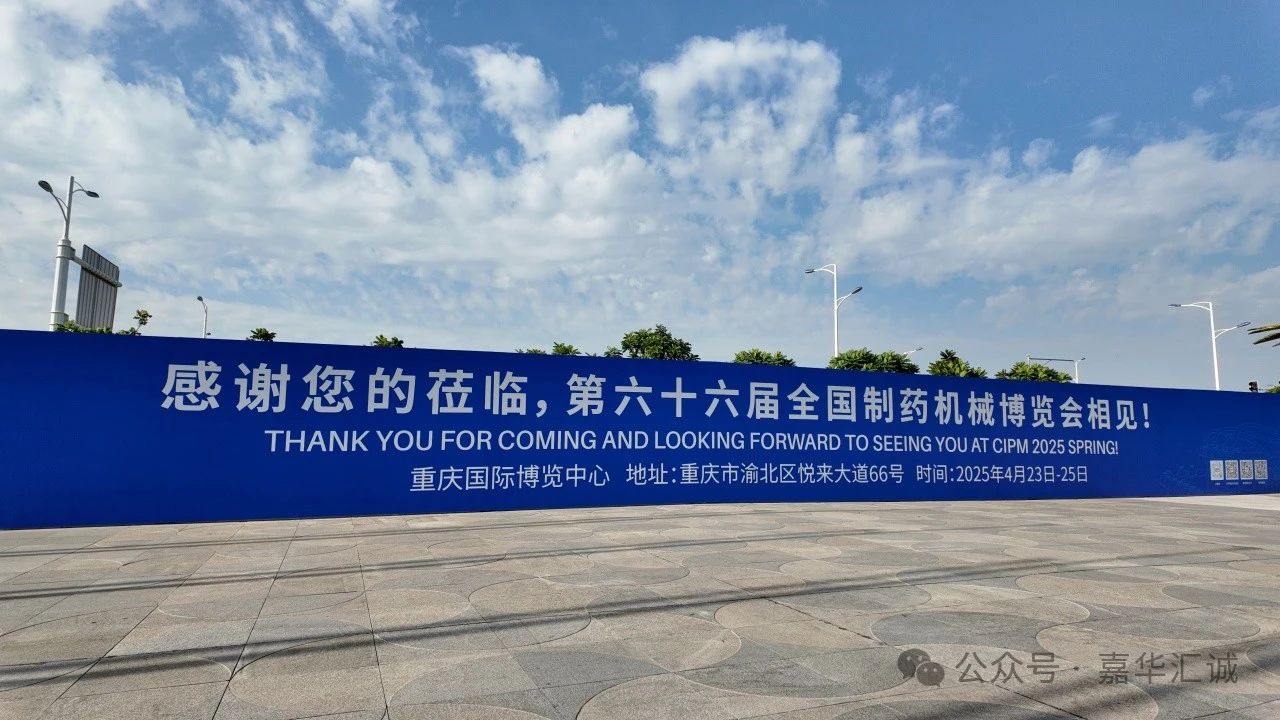 感谢您的莅临，第六十六届全国制药机械博览会相见！
THANK YOU FOR COMING AND LOOKING FORWARD TO SEEING YOU AT CIPM 2025 SPRING!
重庆国际博览中心 地址：重庆市渝北区悦来大道66号 时间：2025年4月23日-25日
公众号 · 嘉华汇诚